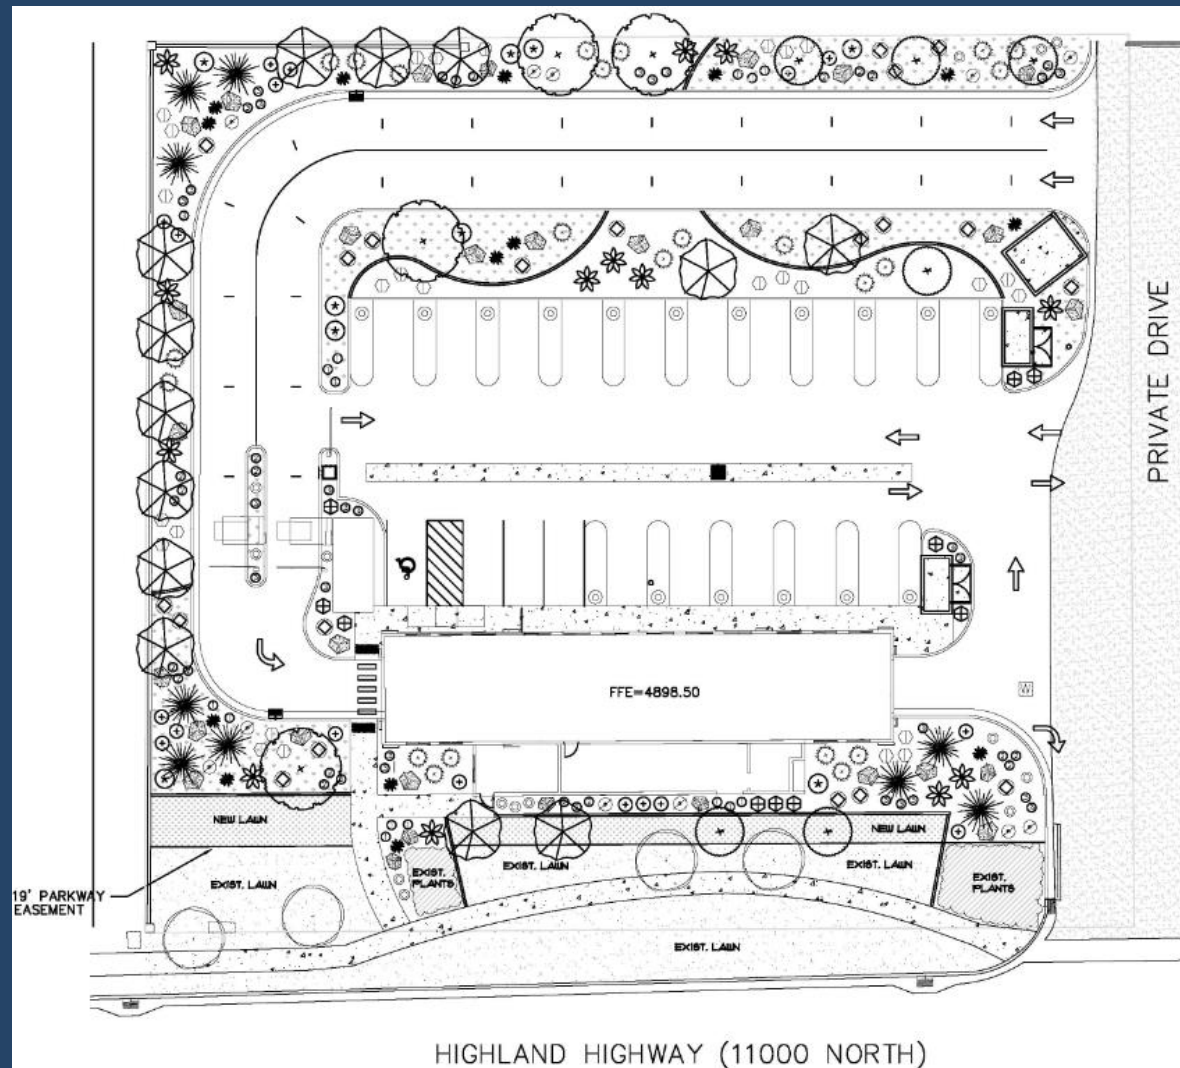 PRIVATE DRIVE
FFE=4898.50
NEW LAWN
NEW LAWN
EXIST. LAWN
EXIST.
PLANTS
EXIST. LAWN
EXIST. LAWN
EXIST.
PLANTS
19' PARKWAY
EASEMENT
EXIST. LAWN
HIGHLAND HIGHWAY (11000 NORTH)